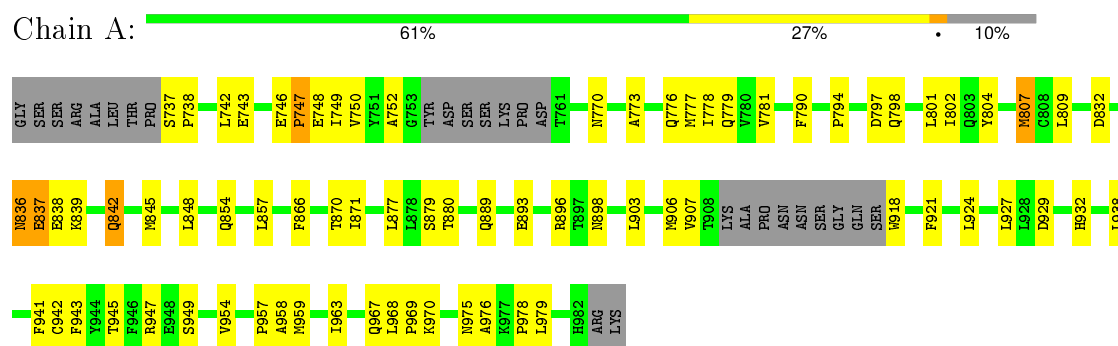 Chain A:
61% 27% • 10%
GLY SER SER ARG ALA LEU THR PRO S737 P738 L742 E743 E746 P747 E748 I749 V750 Y751 A752 G753 TYR ASP SER SER LYS PRO ASP T761 N770 A773 Q776 M777 I778 Q779 V780 V781 F790 P794 D797 Q798 L801 I802 Q803 Y804 M807 C808 L809 D832
N836 E837 E838 K839 Q842 M845 L848 Q854 L857 F866 T870 I871 L877 L878 S879 T880 Q889 E893 R896 T897 N898 L903 M906 V907 T908 LYS ALA PRO ASN ASN SER GLY GLN SER W918 F921 L924 L927 L928 D929 H932
F941 C942 F943 Y944 T945 F946 R947 E948 S949 V954 P957 A958 M959 I963 Q967 L968 P969 K970 N975 A976 K977 P978 L979 H982 ARG LYS